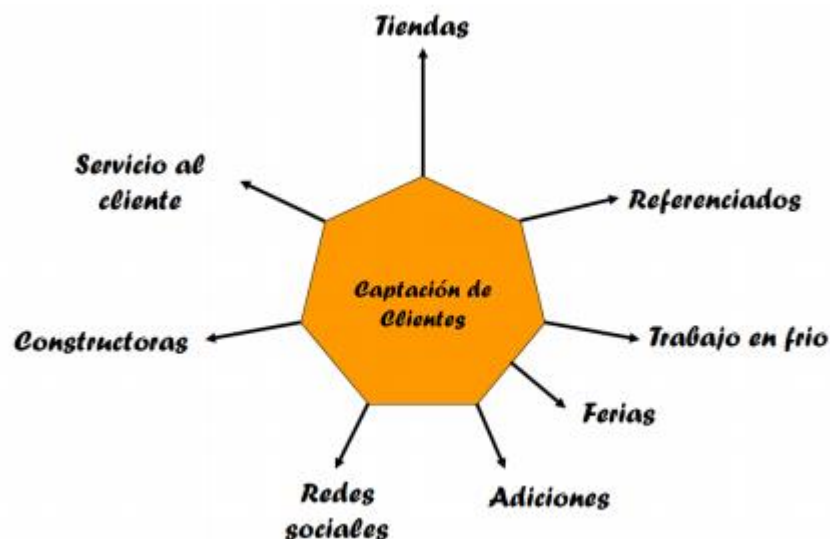 Tiendas
Servicio al
cliente
Referenciados
Captación de
Clientes
Constructoras
Trabajo en frio
Ferias
Redes
sociales
Adiciones